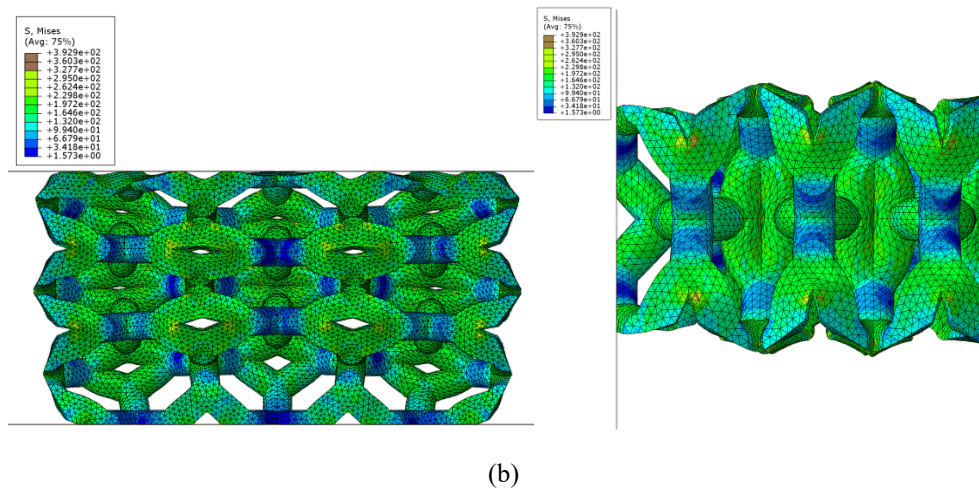 S, Mises
(Avg: 75%)
+3.929e+02
+3.603e+02
+3.277e+02
+2.950e+02
+2.624e+02
+2.298e+02
+1.972e+02
+1.646e+02
+1.320e+02
+9.940e+01
+6.679e+01
+3.418e+01
+1.573e+00
S, Mises
(Avg: 75%)
+3.929e+02
+3.603e+02
+3.277e+02
+2.950e+02
+2.624e+02
+2.298e+02
+1.972e+02
+1.646e+02
+1.320e+02
+9.940e+01
+6.679e+01
+3.418e+01
+1.573e+00
(b)